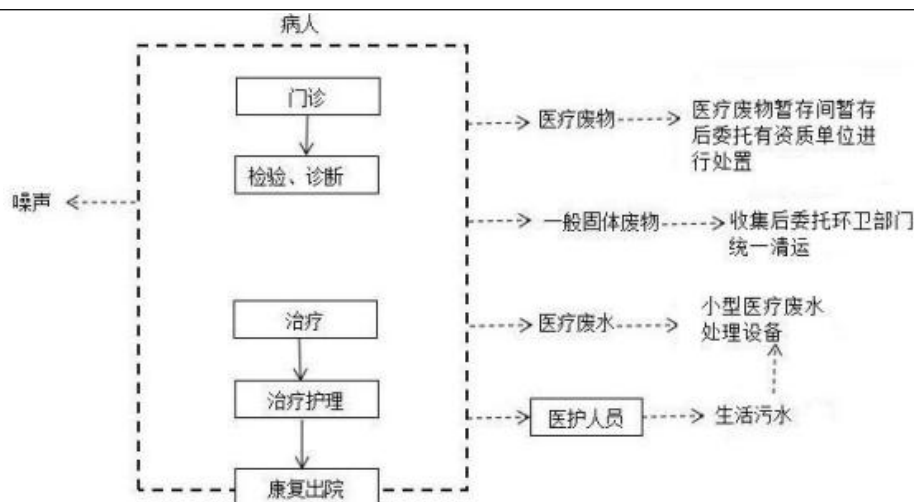 病人
门诊
检验、诊断
治疗
治疗护理
康复出院
噪声
医疗废物
医疗废物暂存间暂存
后委托有资质单位进
行处置
一般固体废物
收集后委托环卫部门
统一清运
医疗废水
小型医疗废水
处理设备
医护人员
生活污水